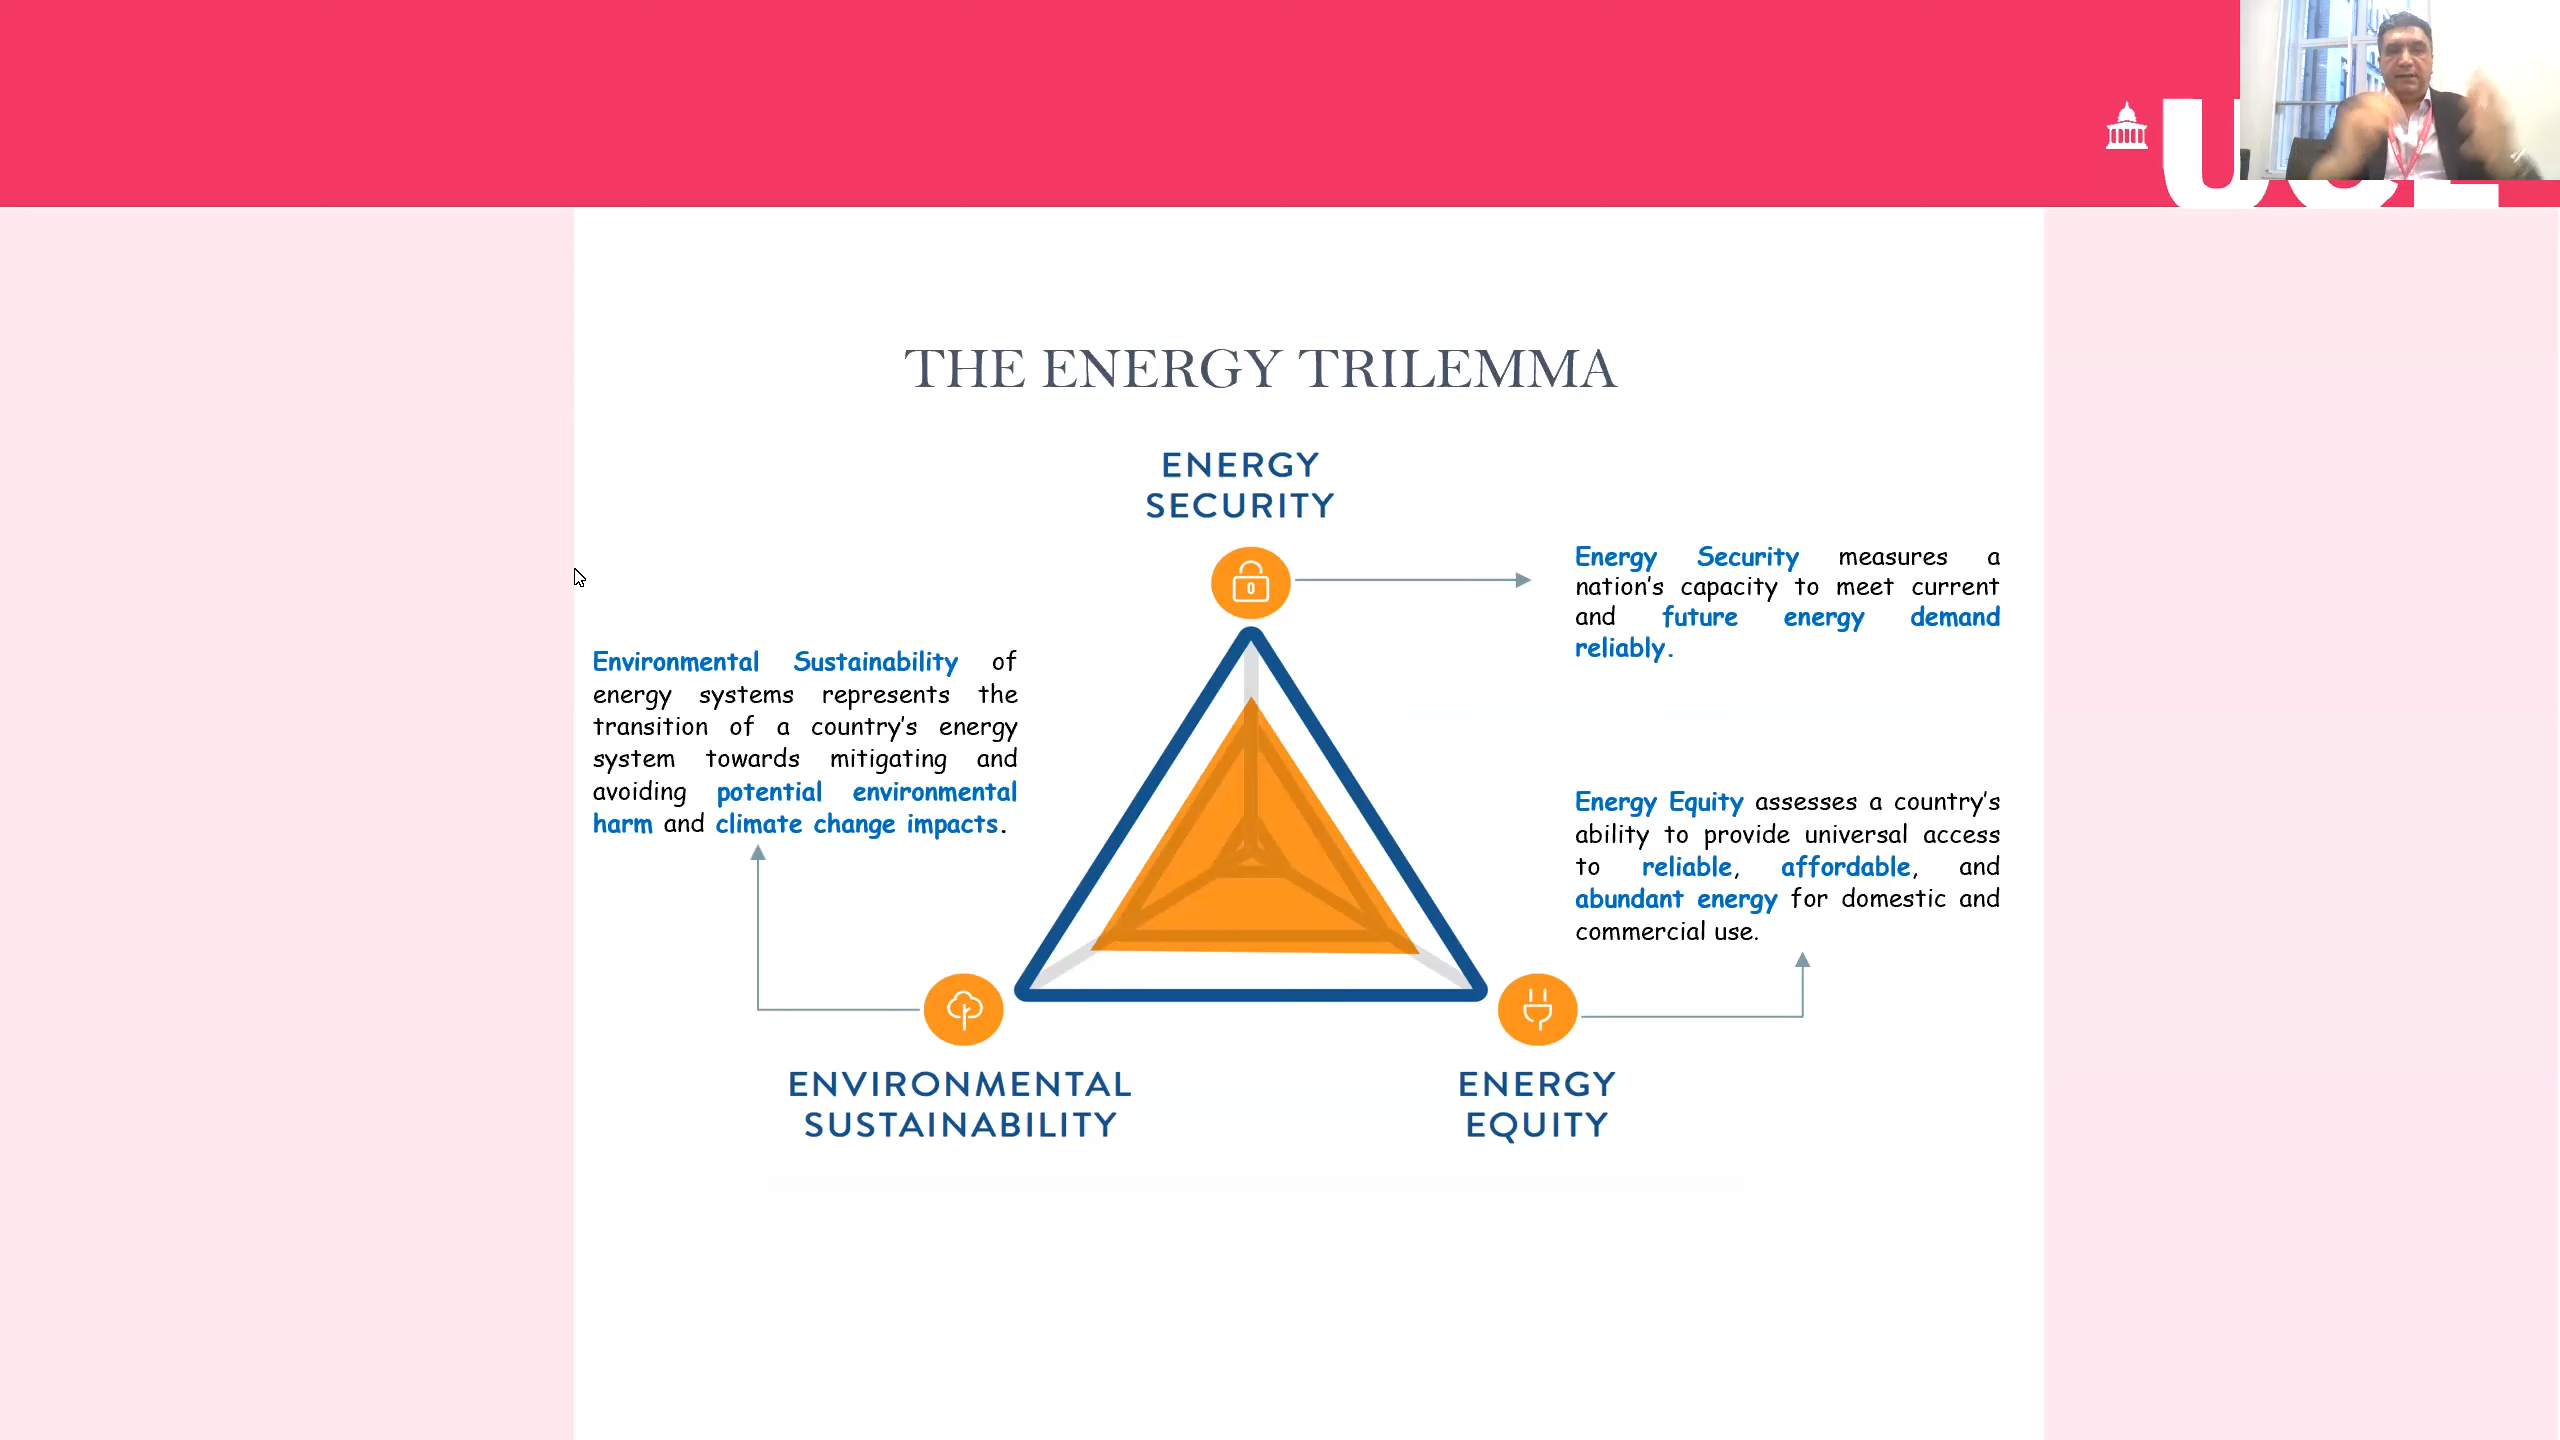 UCL
THE ENERGY TRILEMMA
ENERGY
SECURITY
Energy Security measures a
nation's capacity to meet current
and future energy demand
reliably.
Environmental Sustainability of
energy systems represents the
transition of a country's energy
system towards mitigating and
avoiding potential environmental
harm and climate change impacts.
Energy Equity assesses a country's
ability to provide universal access
to reliable, affordable, and
abundant energy for domestic and
commercial use.
ENVIRONMENTAL
SUSTAINABILITY
ENERGY
EQUITY